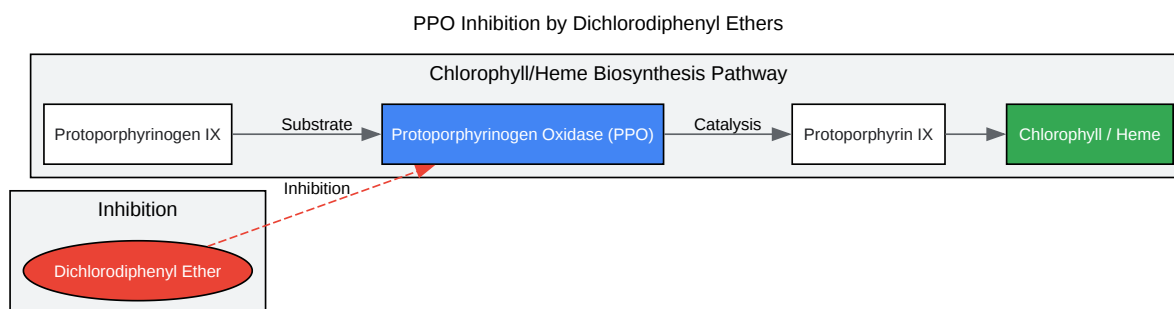 PPO Inhibition by Dichlorodiphenyl Ethers
Chlorophyll/Heme Biosynthesis Pathway
Protoporphyrinogen IX
Substrate
Protoporphyrinogen Oxidase (PPO)
Catalysis
Protoporphyrin IX
Chlorophyll / Heme
Inhibition
Inhibition
Dichlorodiphenyl Ether